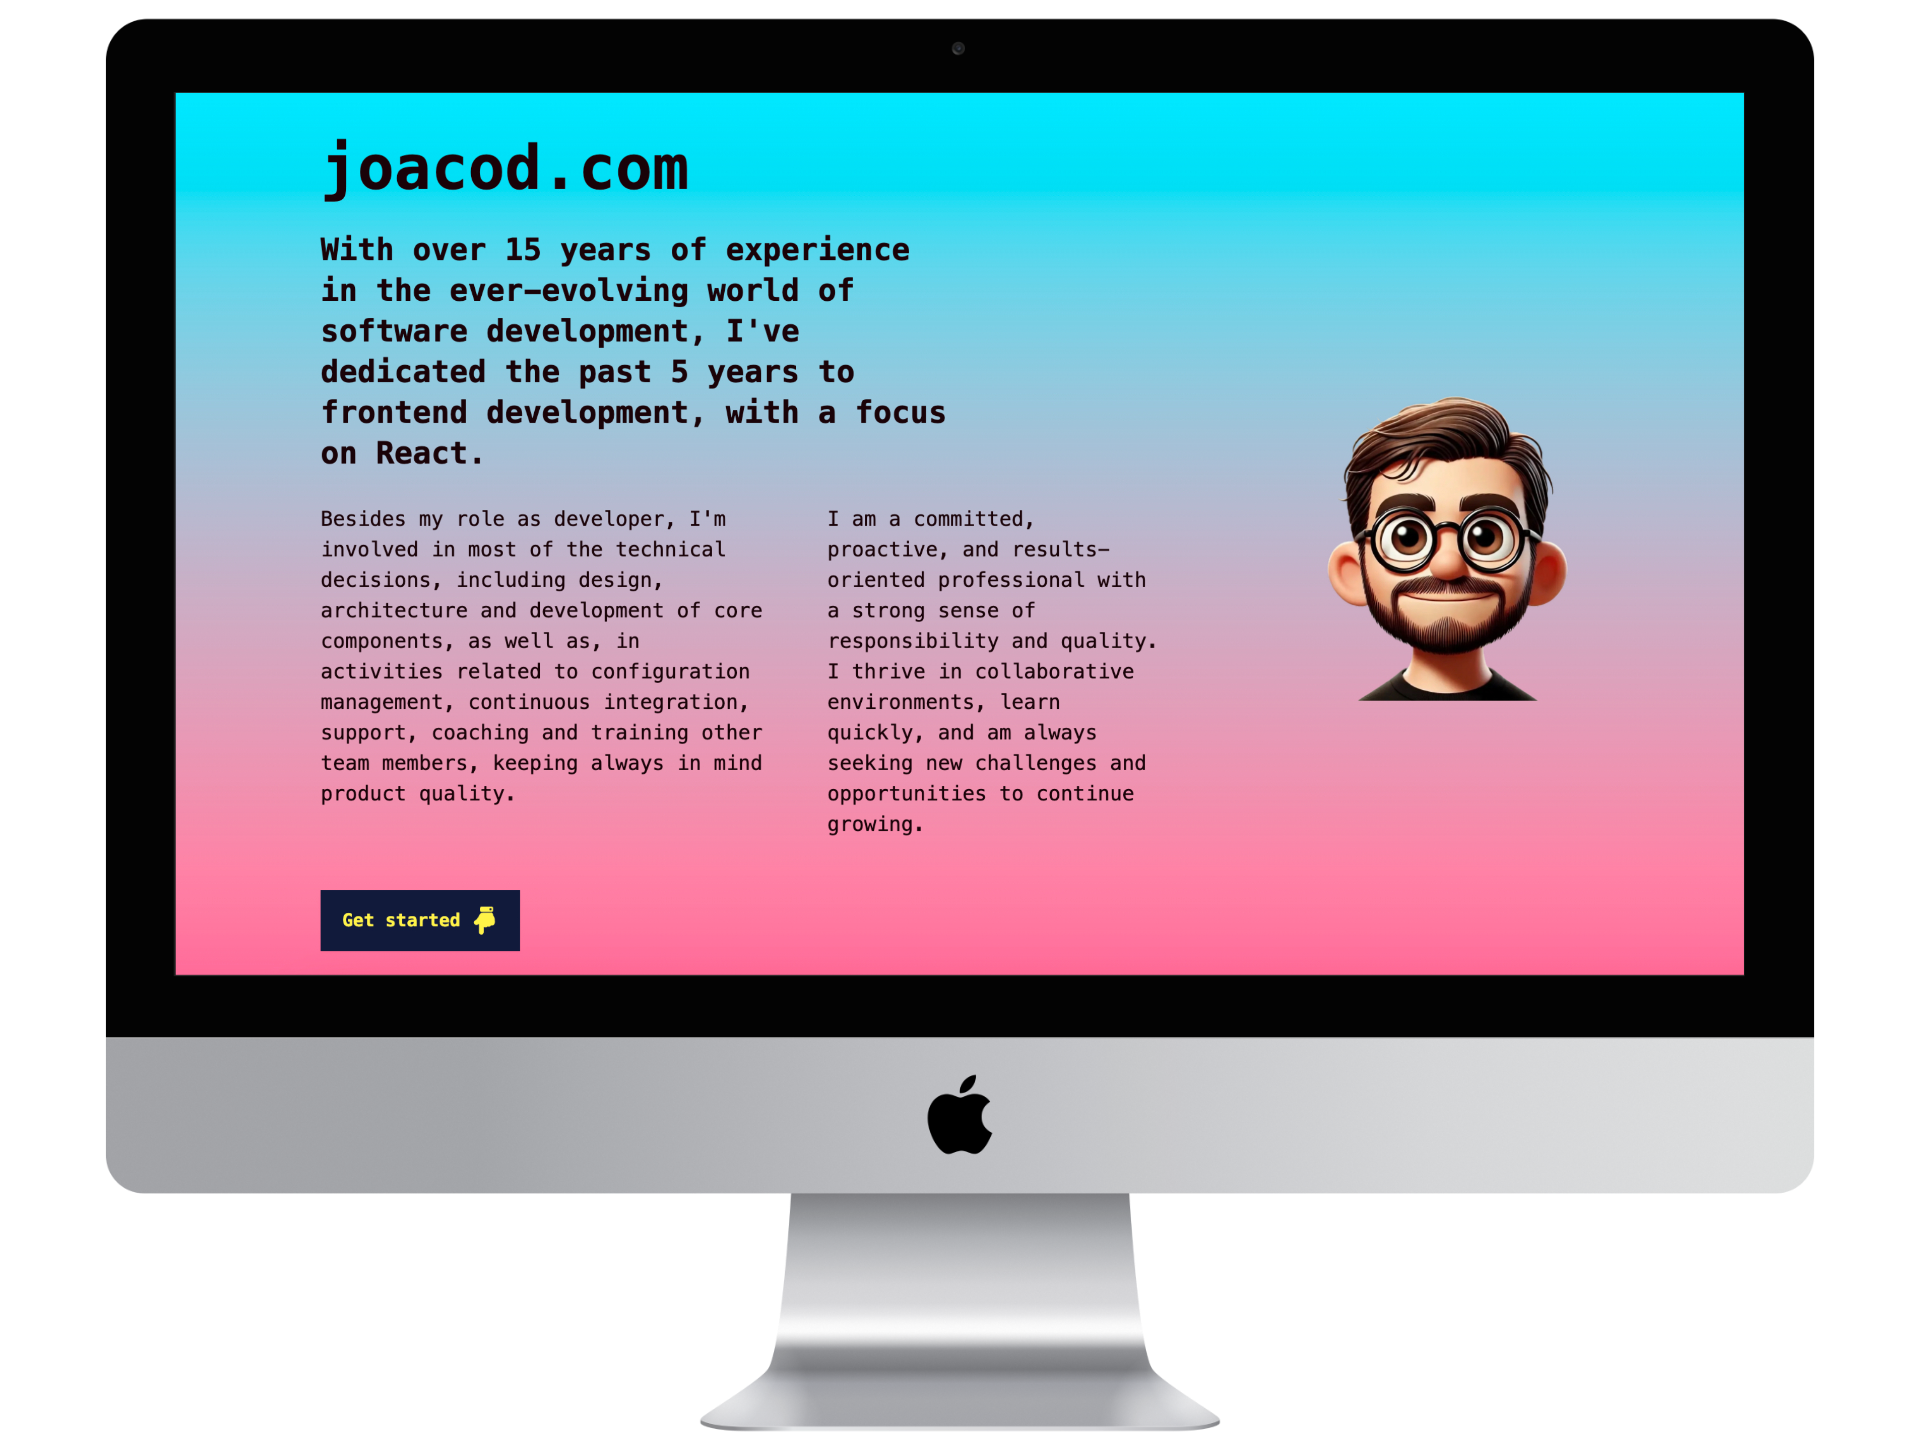 joacod.com
With over 15 years of experience
in the ever-evolving world of
software development, I've
dedicated the past 5 years to
frontend development, with a focus
on React.
Besides my role as developer, I'm
involved in most of the technical
decisions, including design,
architecture and development of core
components, as well as, in
activities related to configuration
management, continuous integration,
support, coaching and training other
team members, keeping always in mind
product quality.
I am a committed,
proactive, and results-
oriented professional with
a strong sense of
responsibility and quality.
I thrive in collaborative
environments, learn
quickly, and am always
seeking new challenges and
opportunities to continue
growing.
Get started